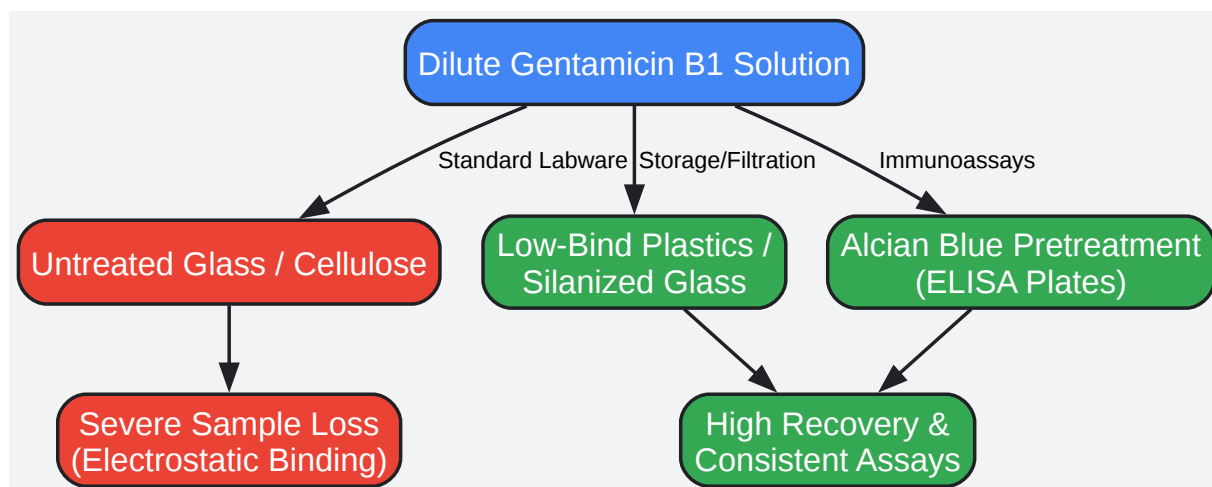 Dilute Gentamicin B1 Solution
Standard Labware
Storage/Filtration
Immunoassays
Untreated Glass / Cellulose
Low-Bind Plastics /
Silanized Glass
Alcian Blue Pretreatment
(ELISA Plates)
Severe Sample Loss
(Electrostatic Binding)
High Recovery &
Consistent Assays